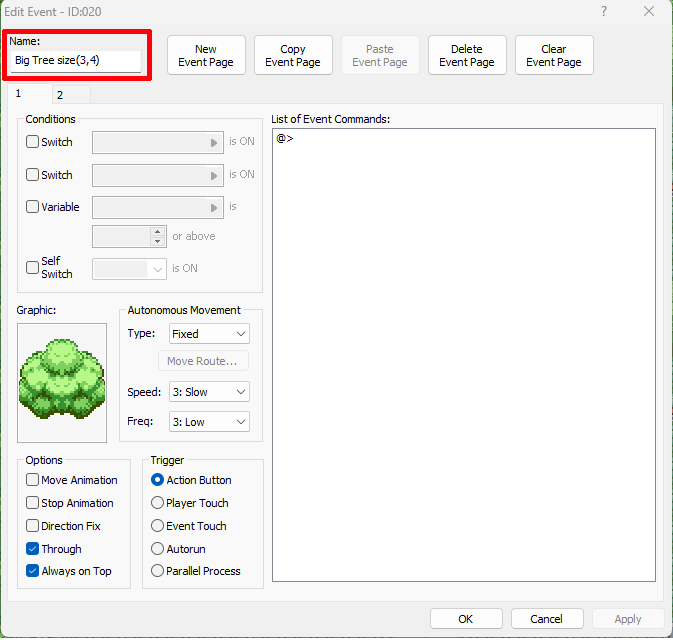 Edit Event - ID:020
?
Name:
Big Tree size(3,4)
New
Event Page
Copy
Event Page
Paste
Event Page
Delete
Event Page
Clear
Event Page
1
2
Conditions
Switch
is ON
Switch
is ON
Variable
is
or above
Self
Switch
is ON
Graphic:
Autonomous Movement
Type:
Fixed
Move Route...
Speed:
3: Slow
Freq:
3: Low
Options
Move Animation
Stop Animation
Direction Fix
Through
Always on Top
Trigger
Action Button
Player Touch
Event Touch
Autorun
Parallel Process
List of Event Commands:
@>
OK
Cancel
Apply